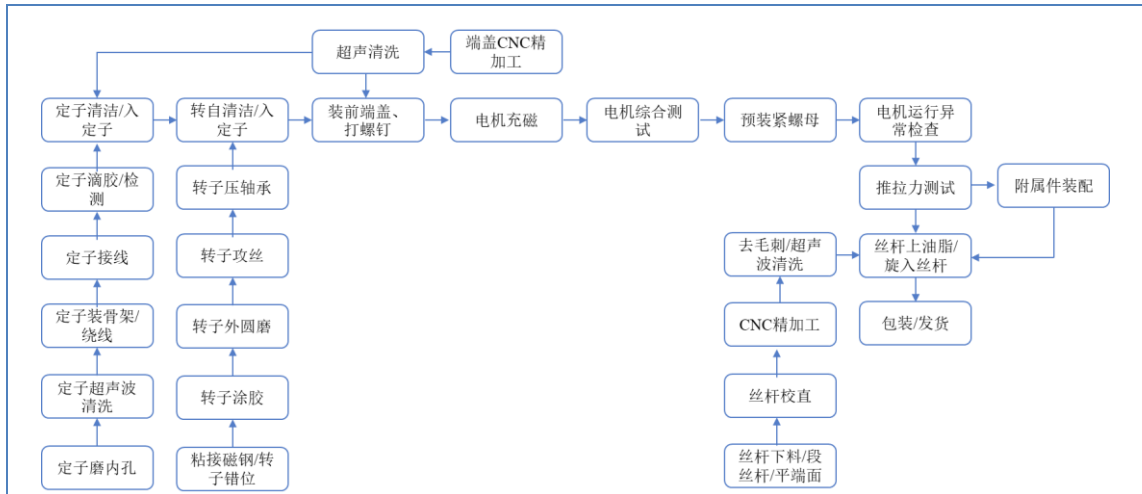 超声清洗
端盖CNC精
加工
定子清洁/入
定子
转自清洁/入
定子
装前端盖、
打螺钉
电机充磁
电机综合测
试
预装紧螺母
电机运行异
常检查
定子滴胶/检
测
转子压轴承
推拉力测试
附属件装配
定子接线
转子攻丝
去毛刺/超声
波清洗
丝杆上油脂/
旋入丝杆
定子装骨架/
绕线
转子外圆磨
CNC精加工
包装/发货
定子超声波
清洗
转子涂胶
丝杆校直
定子磨内孔
粘接磁钢/转
子错位
丝杆下料/段
丝杆/平端面